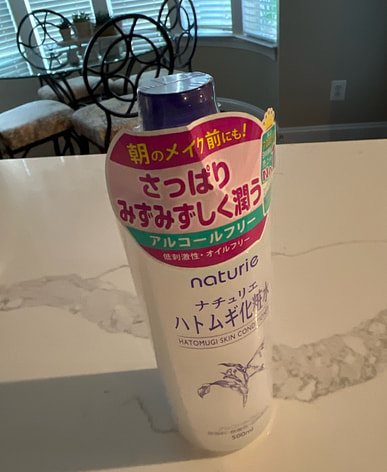 朝のメイク前にも!
さっぱり
みずみずしく潤う
アルコールフリー
低刺激性・オイルフリー
naturie
ナチュリエ
ハトムギ化粧水
HATOMUGI SKIN
500ml